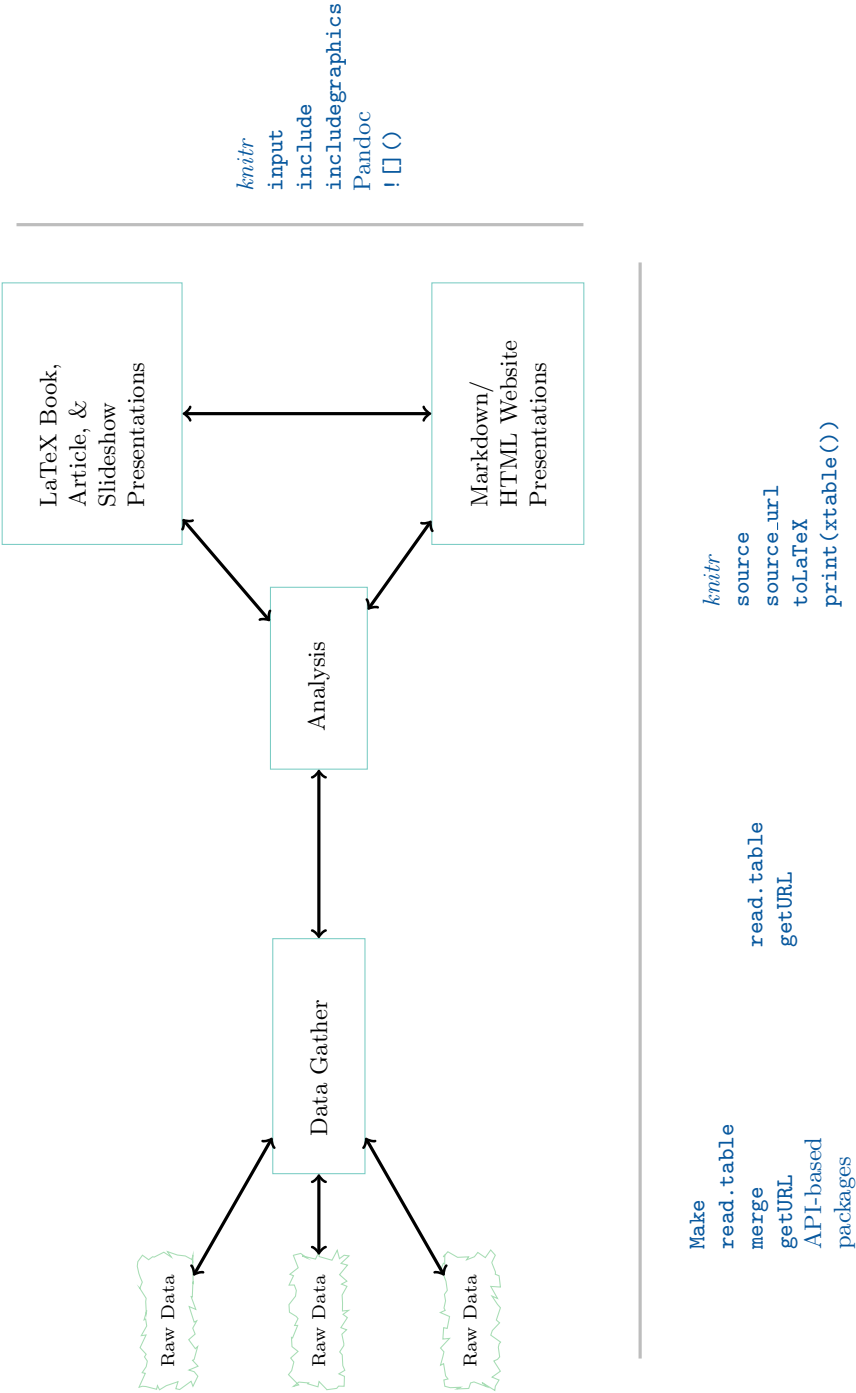 Raw Data
Raw Data
Raw Data
Data Gather
Analysis
LaTeX Book,
Article, &
Slideshow
Presentations
Markdown/
HTML Website
Presentations
knitr
input
include
includegraphics
Pandoc
![]()
Make
read.table
merge
getURL
API-based
packages
read.table
getURL
knitr
source
source_url
toLaTeX
print(xtable())